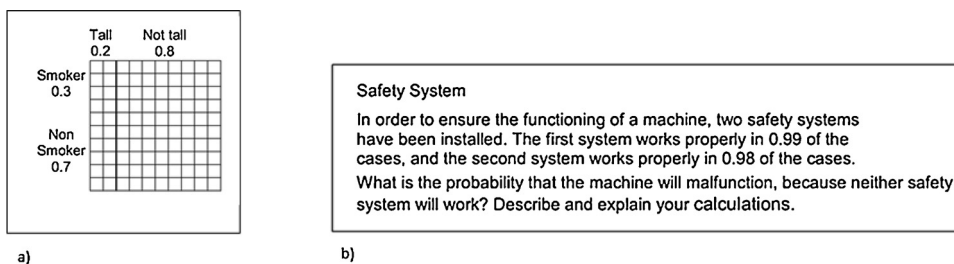 Tall Not tall
0.2 0.8
Smoker
0.3
Non
Smoker
0.7
a)
Safety System
In order to ensure the functioning of a machine, two safety systems
have been installed. The first system works properly in 0.99 of the
cases, and the second system works properly in 0.98 of the cases.
What is the probability that the machine will malfunction, because neither safety
system will work? Describe and explain your calculations.
b)